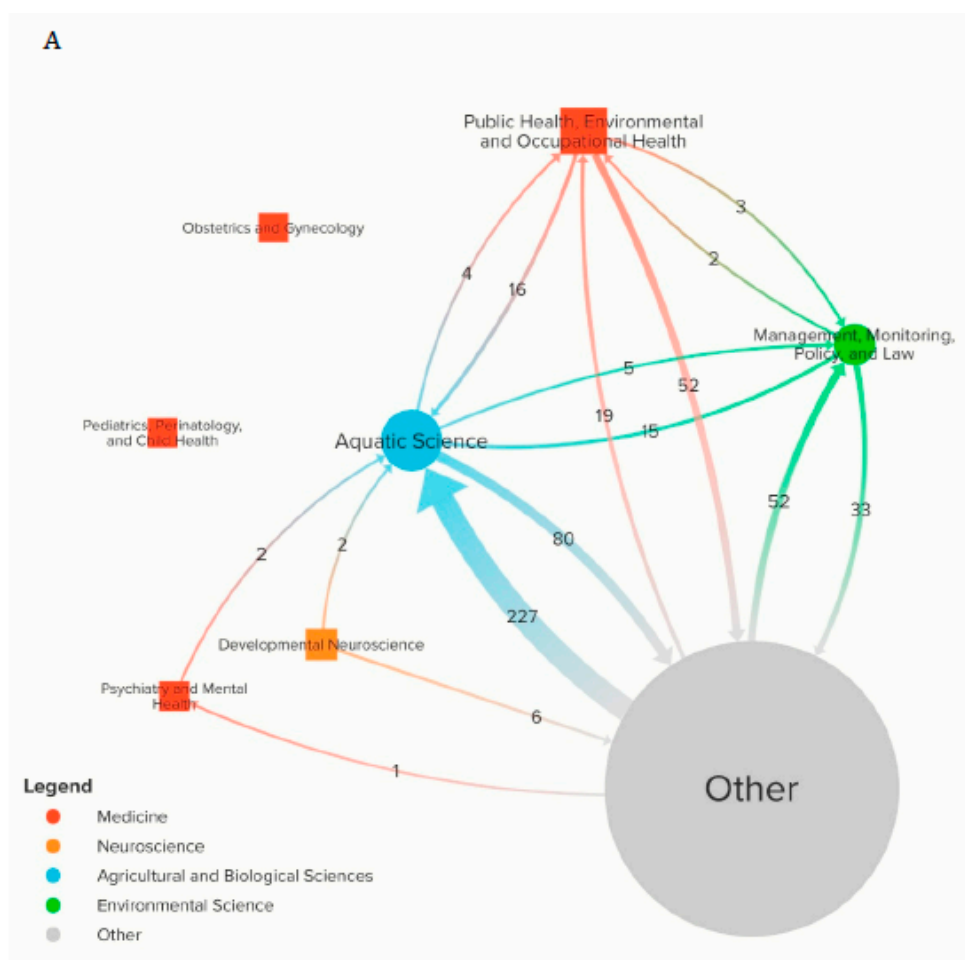 A
Public Health, Environmental
and Occupational Health
Obstetrics and Gynecology
3
2
4
16
Management, Monitoring,
Policy, and Law
5
52
19
15
Pediatrics, Perinatology,
and Child Health
Aquatic Science
52
33
80
2
2
227
Developmental Neuroscience
Psychiatry and Mental
Health
6
1
Other
Legend
Medicine
Neuroscience
Agricultural and Biological Sciences
Environmental Science
Other